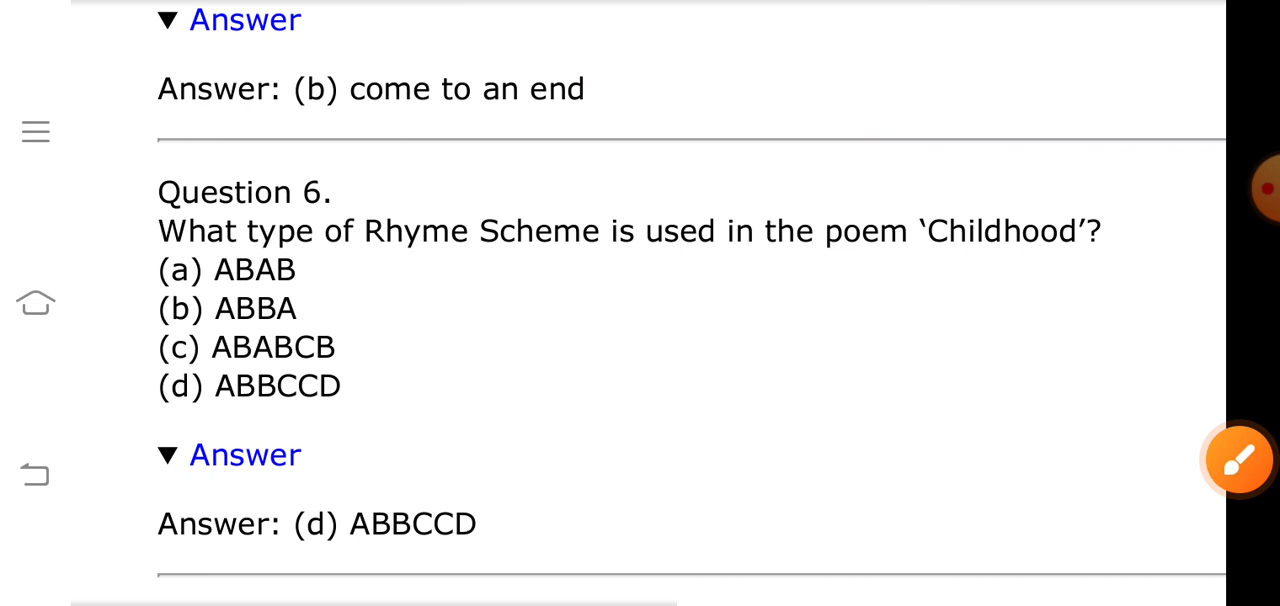 ▼ Answer
Answer: (b) come to an end
Question 6.
What type of Rhyme Scheme is used in the poem ‘Childhood’?
(a) ABAB
(b) ABBA
(c) ABABCB
(d) ABBCCD
▼ Answer
Answer: (d) ABBCCD